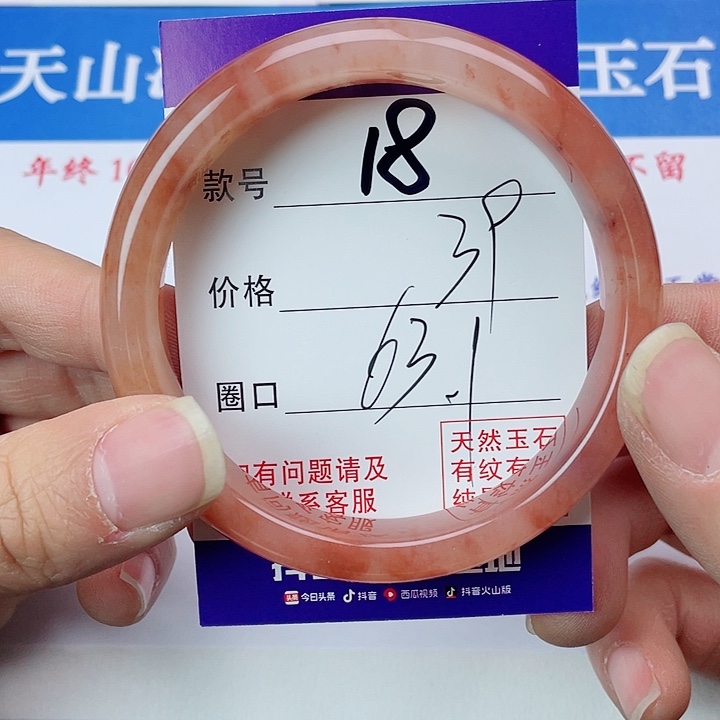 天山 玉石
年终 不留
款号 18
价格 39
圈口 63.1
有问题请及
系客服
天然玉石
有纹有
纯
今日头条 抖音 西瓜视频 抖音火山版